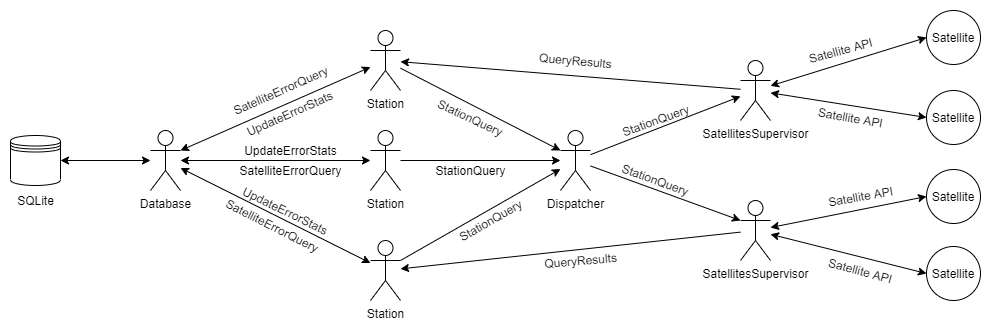 Satellite
Satellite API
QueryResults
SatelliteErrorQuery
UpdateErrorStats
Station
StationQuery
StationQuery
SatellitesSupervisor
Satellite API
Satellite
UpdateErrorStats
SatelliteErrorQuery
StationQuery
SQLite
Database
Station
Dispatcher
StationQuery
UpdateErrorStats
SatelliteErrorQuery
StationQuery
Satellite API
Satellite
QueryResults
SatellitesSupervisor
Satellite API
Satellite
Station